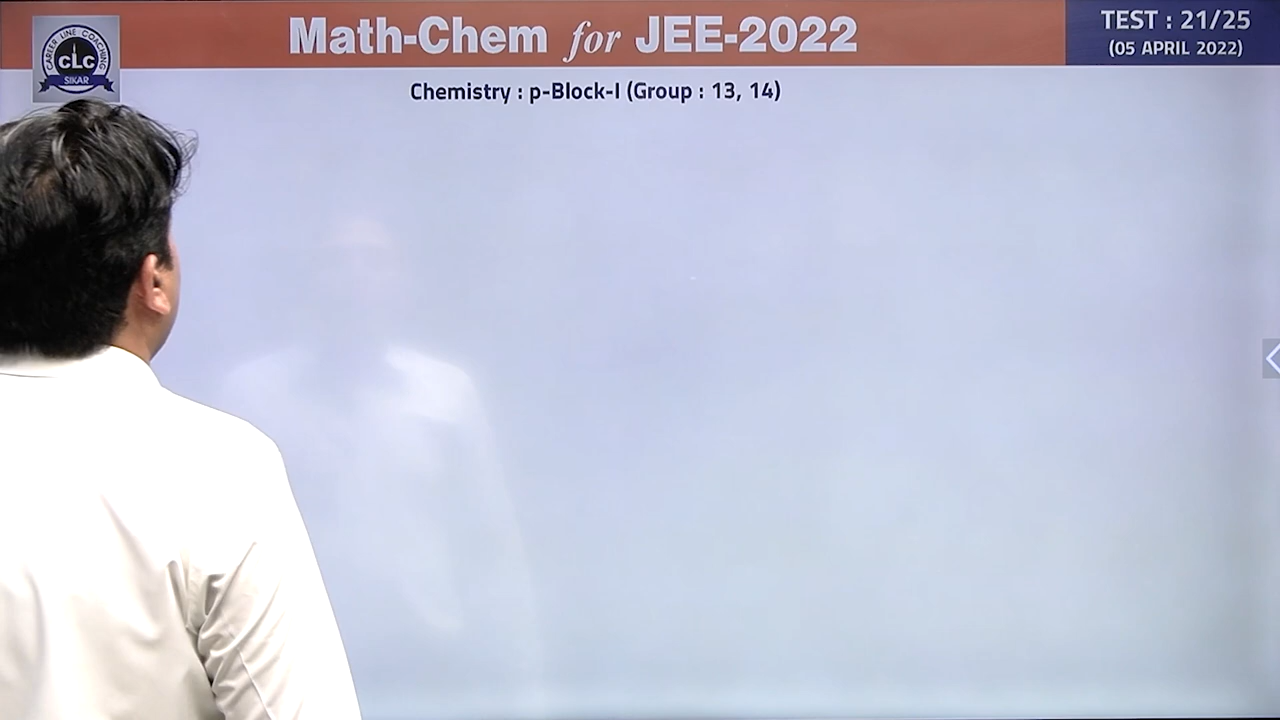 Math-Chem for JEE-2022
TEST : 21/25
(05 APRIL 2022)
CAREER LINE COACHING
CLC
SIKAR
Chemistry : p-Block-I (Group : 13, 14)